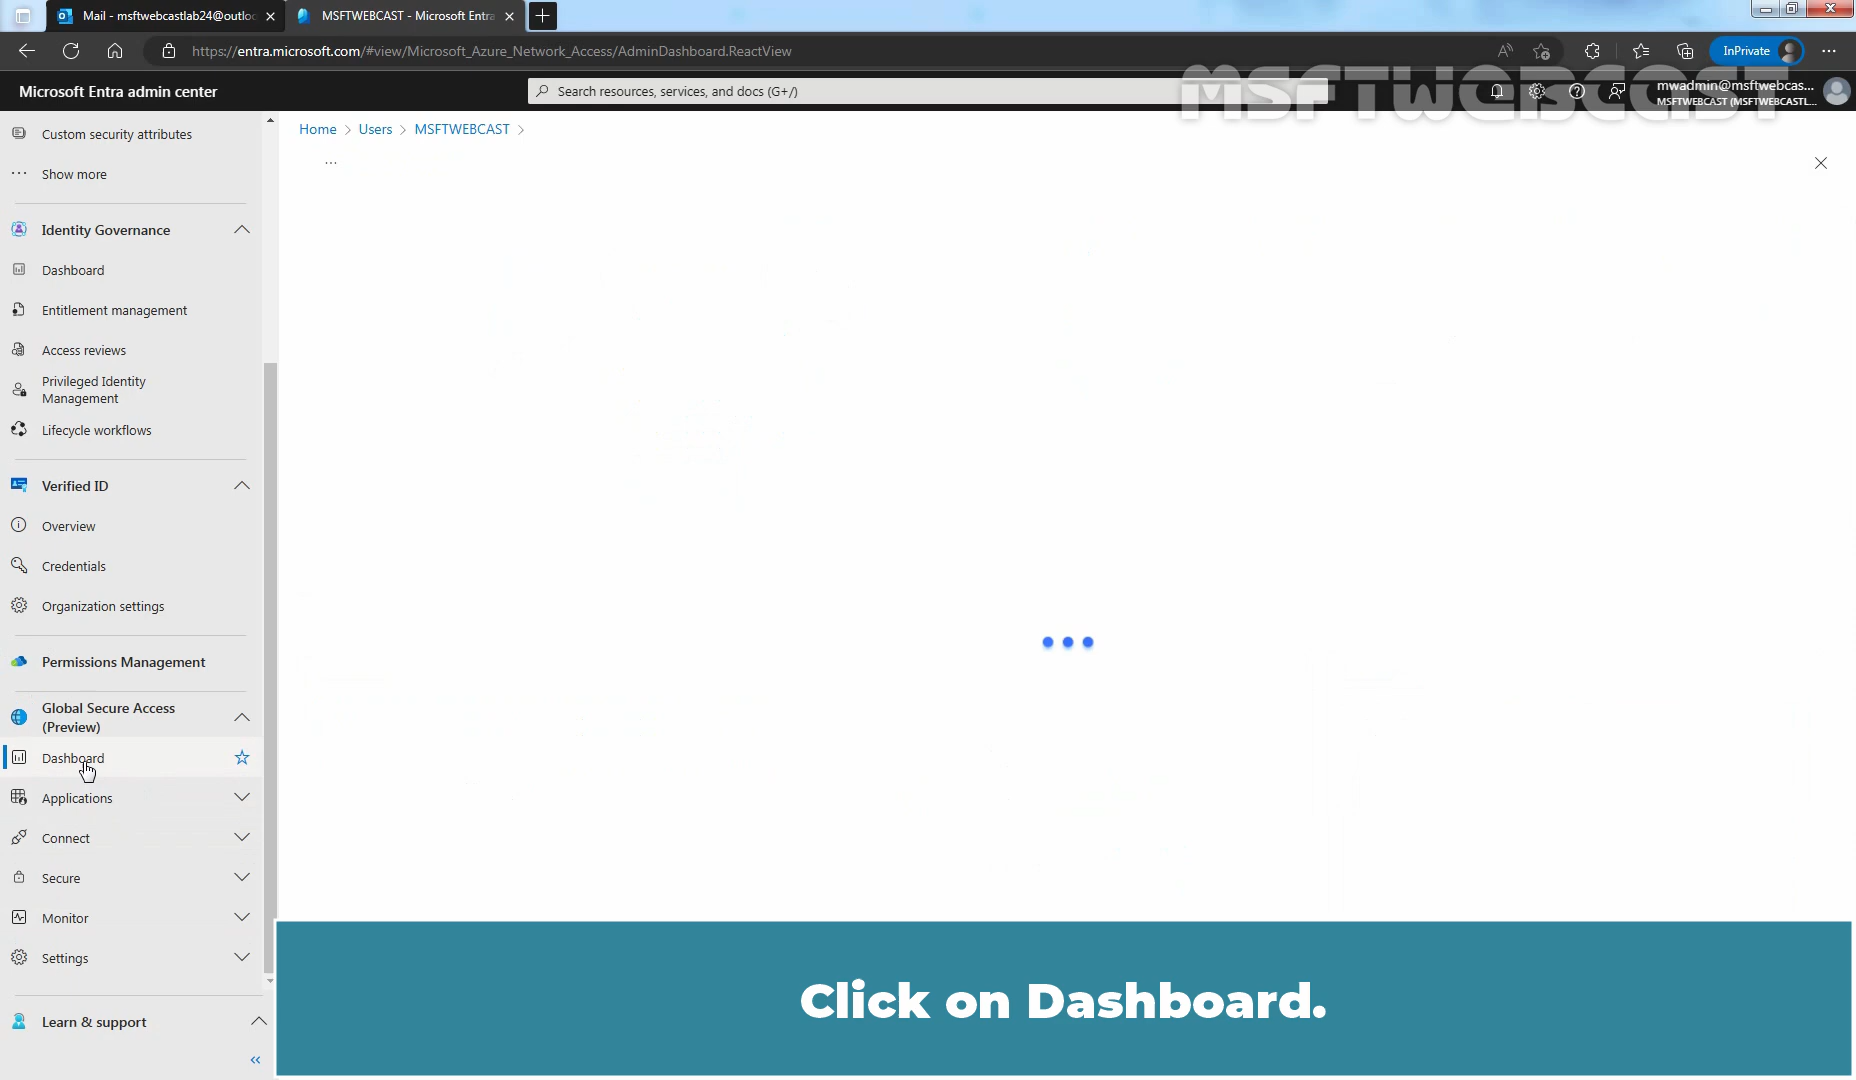 Mail - msftwebcastlab24@outlo
MSFTWEBCAST - Microsoft Entra
https://entra.microsoft.com/#view/Microsoft_Azure_Network_Access/AdminDashboard.ReactView
InPrivate
Microsoft Entra admin center
Search resources, services, and docs (G+/)
MSFTWEBCAST
mwadmin@msftwebcas...
MSFTWEBCAST (MSFTWEBCASTL...
Home > Users > MSFTWEBCAST >
...
Custom security attributes
Show more
Identity Governance
Dashboard
Entitlement management
Access reviews
Privileged Identity
Management
Lifecycle workflows
Verified ID
Overview
Credentials
Organization settings
Permissions Management
Global Secure Access
(Preview)
Dashboard
Applications
Connect
Secure
Monitor
Settings
Learn & support
Click on Dashboard.